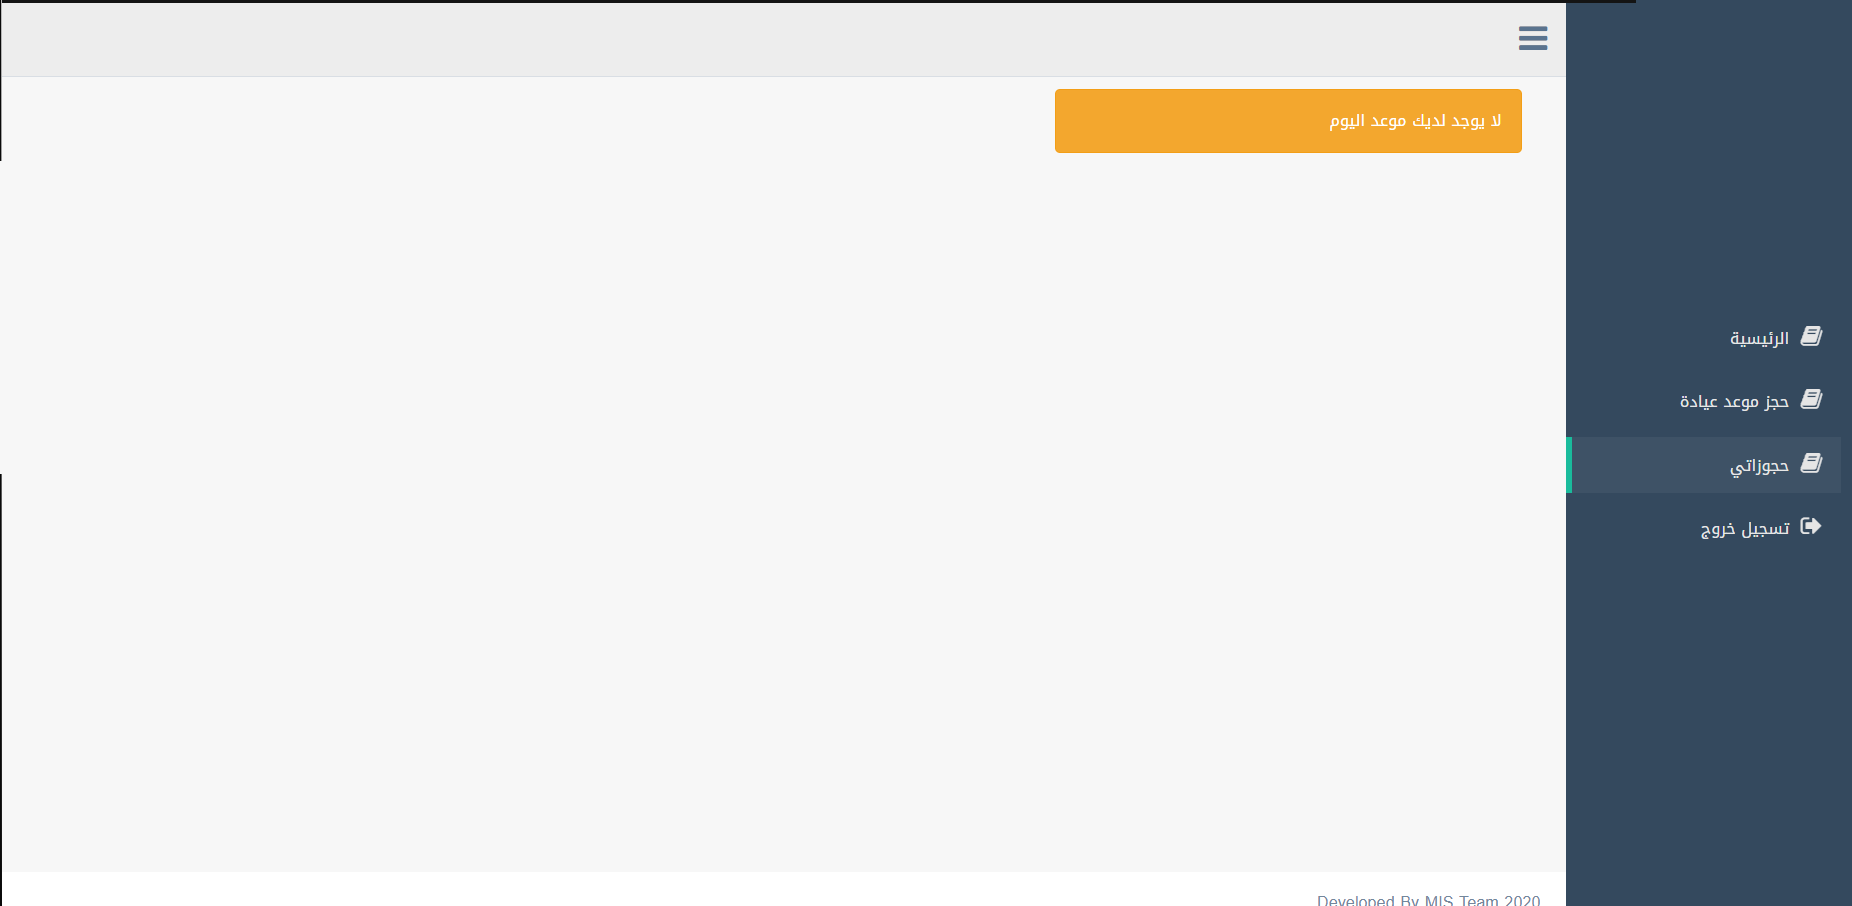 لا يوجد لديك موعد اليوم
الرئيسية
حجز موعد عيادة
حجوزاتي
تسجيل خروج
Developed By MIS Team 2020